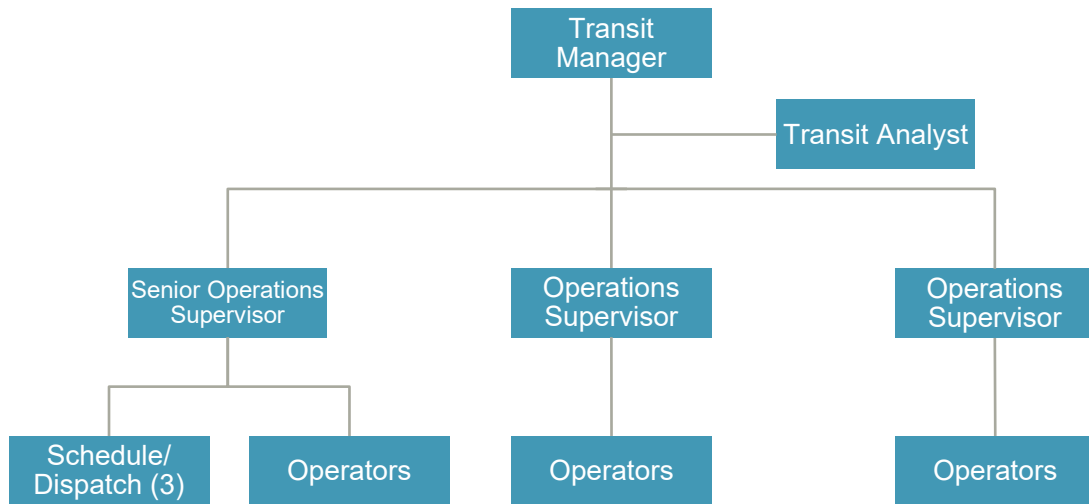 Transit
Manager
Transit Analyst
Senior Operations
Supervisor
Operations
Supervisor
Operations
Supervisor
Schedule/
Dispatch (3)
Operators
Operators
Operators